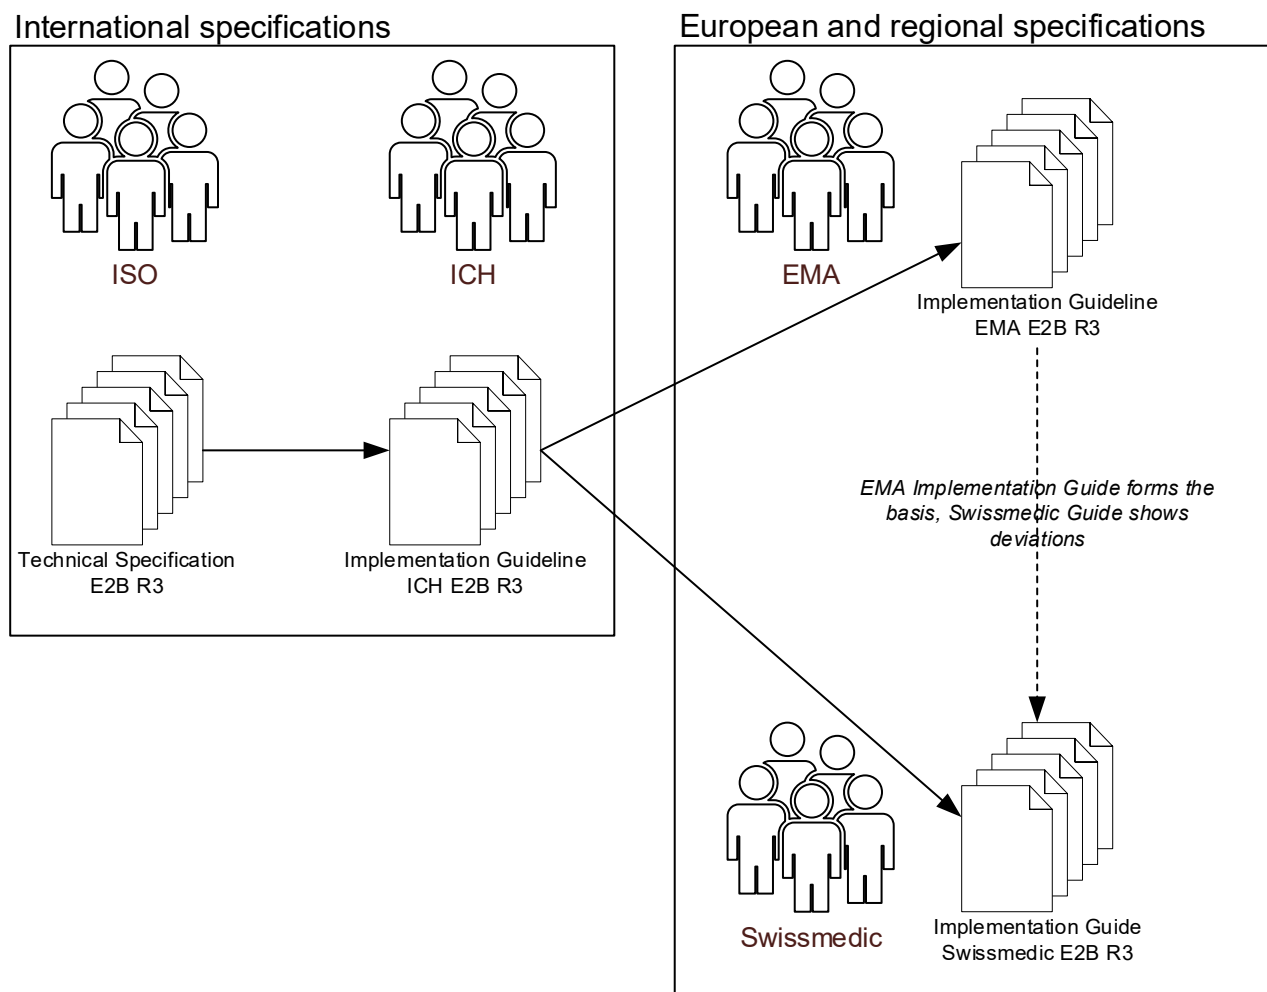 International specifications
European and regional specifications
ISO
ICH
EMA
Implementation Guideline
EMA E2B R3
Technical Specification
E2B R3
Implementation Guideline
ICH E2B R3
EMA Implementation Guide forms the
basis, Swissmedic Guide shows
deviations
Swissmedic
Implementation Guide
Swissmedic E2B R3